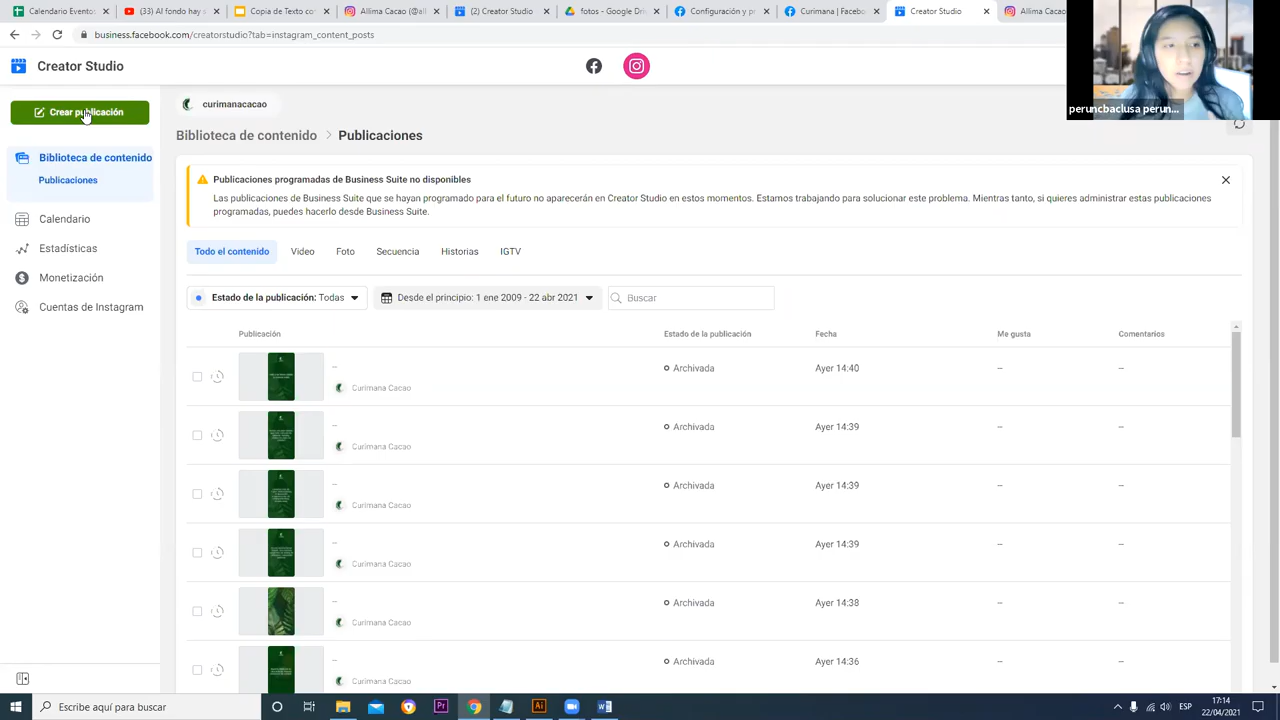 Calendario Evento
(33) Al fondo hay s
Copia de Texto cor
Allima Cacao (@al
(2) Creator Studio
fotos - Google Dri
Configuración y p
Curimana, Faceb
Creator Studio
Allima Cacao
business.facebook.com/creatorstudio?tab=instagram_content_posts
Creator Studio
peruncbaclusa perun...
Crear publicación
curimanacacao
Biblioteca de contenido
Publicaciones
Calendario
Estadísticas
Monetización
Cuentas de Instagram
Biblioteca de contenido > Publicaciones
Publicaciones programadas de Business Suite no disponibles
Las publicaciones de Business Suite que se hayan programado para el futuro no aparecerán en Creator Studio en estos momentos. Estamos trabajando para solucionar este problema. Mientras tanto, si quieres administrar estas publicaciones
programadas, puedes hacerlo desde Business Suite.
Todo el contenido Video Foto Secuencia Historias IGTV
Estado de la publicación: Todas
Desde el principio: 1 ene 2009 - 22 abr 2021
Buscar
Publicación Estado de la publicación Fecha Me gusta Comentarios
-- Archivada Ayer 14:40 -- --
Curimana Cacao
-- Archivada Ayer 14:39 -- --
Curimana Cacao
-- Archivada Ayer 14:39 -- --
Curimana Cacao
-- Archivada Ayer 14:39 -- --
Curimana Cacao
-- Archivada Ayer 14:38 -- --
Curimana Cacao
-- Archivada Ayer 14:36 -- --
Curimana Cacao
Escribe aquí para buscar
ESP
17:14
22/04/2021